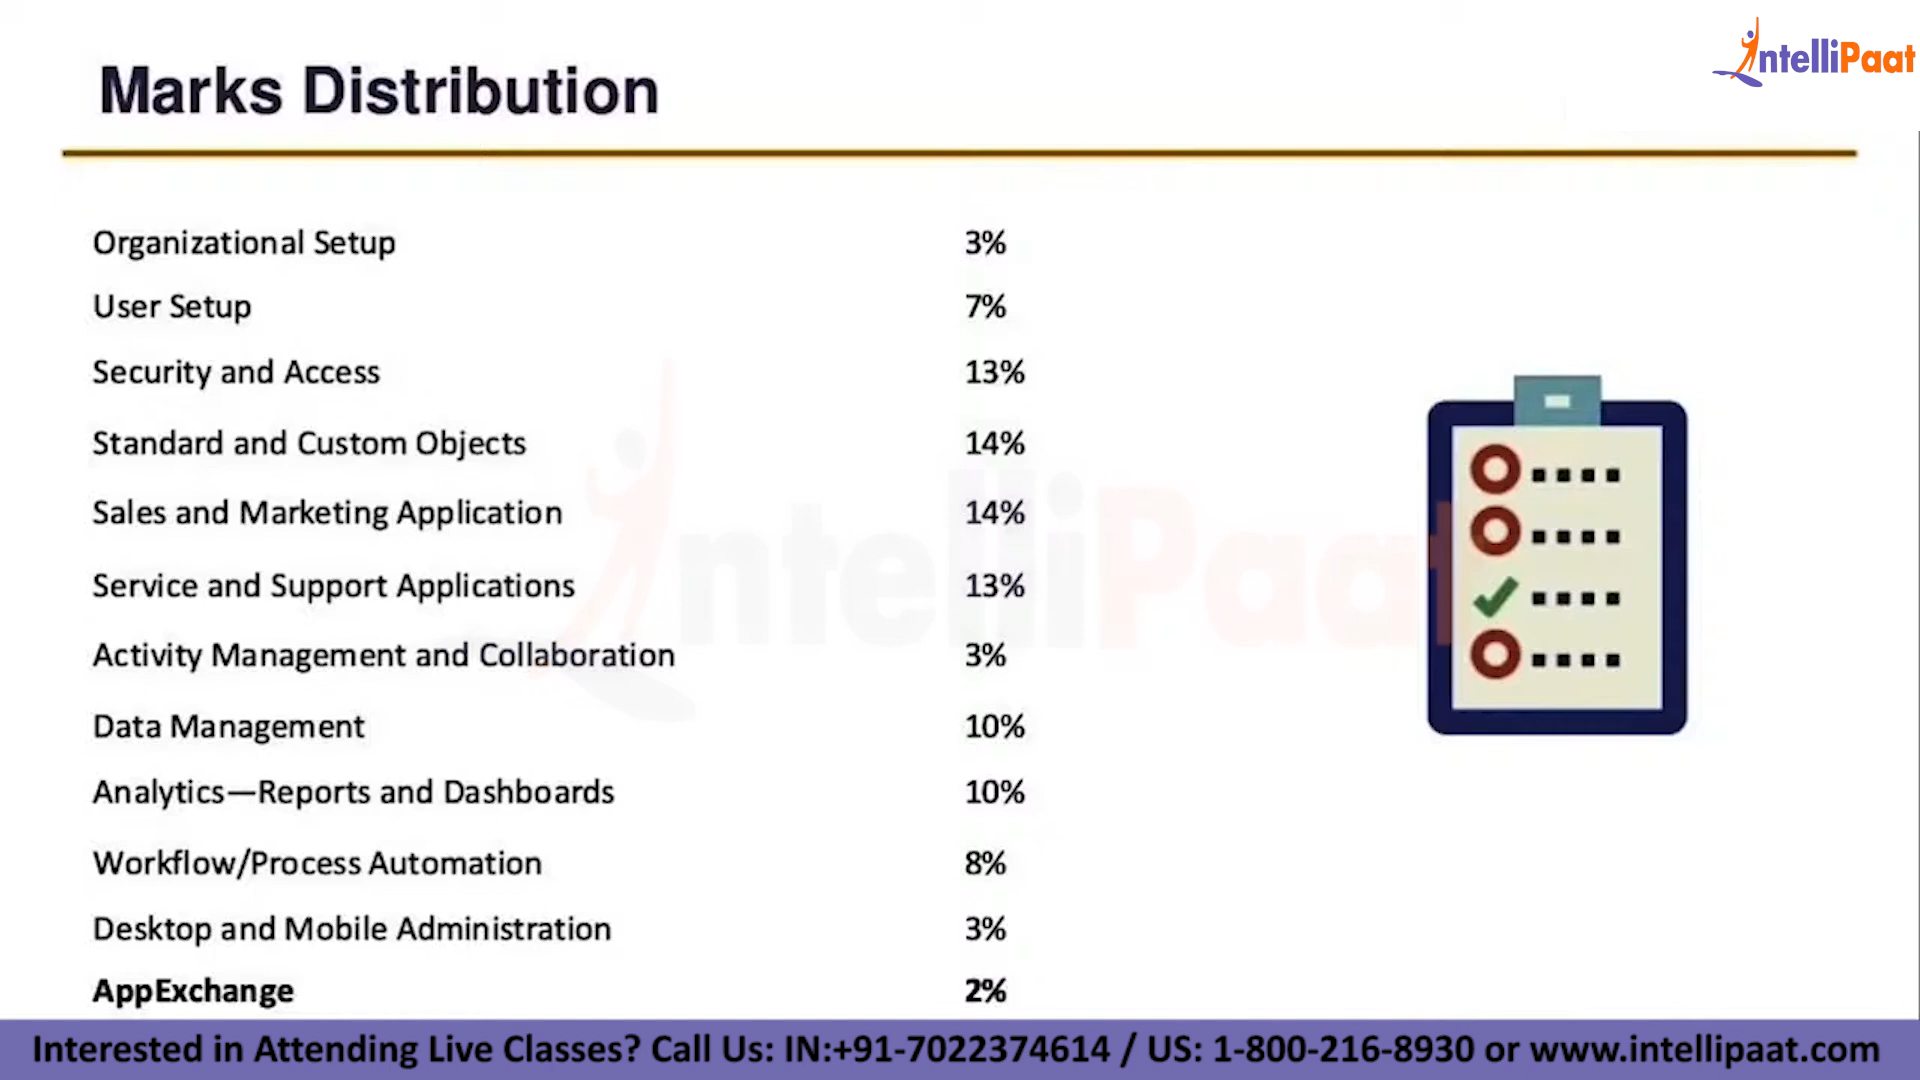 Marks Distribution
IntelliPaat
Organizational Setup 3%
User Setup 7%
Security and Access 13%
Standard and Custom Objects 14%
Sales and Marketing Application 14%
Service and Support Applications 13%
Activity Management and Collaboration 3%
Data Management 10%
Analytics—Reports and Dashboards 10%
Workflow/Process Automation 8%
Desktop and Mobile Administration 3%
AppExchange 2%
IntelliPaat
Interested in Attending Live Classes? Call Us: IN:+91-7022374614 / US: 1-800-216-8930 or www.intellipaat.com